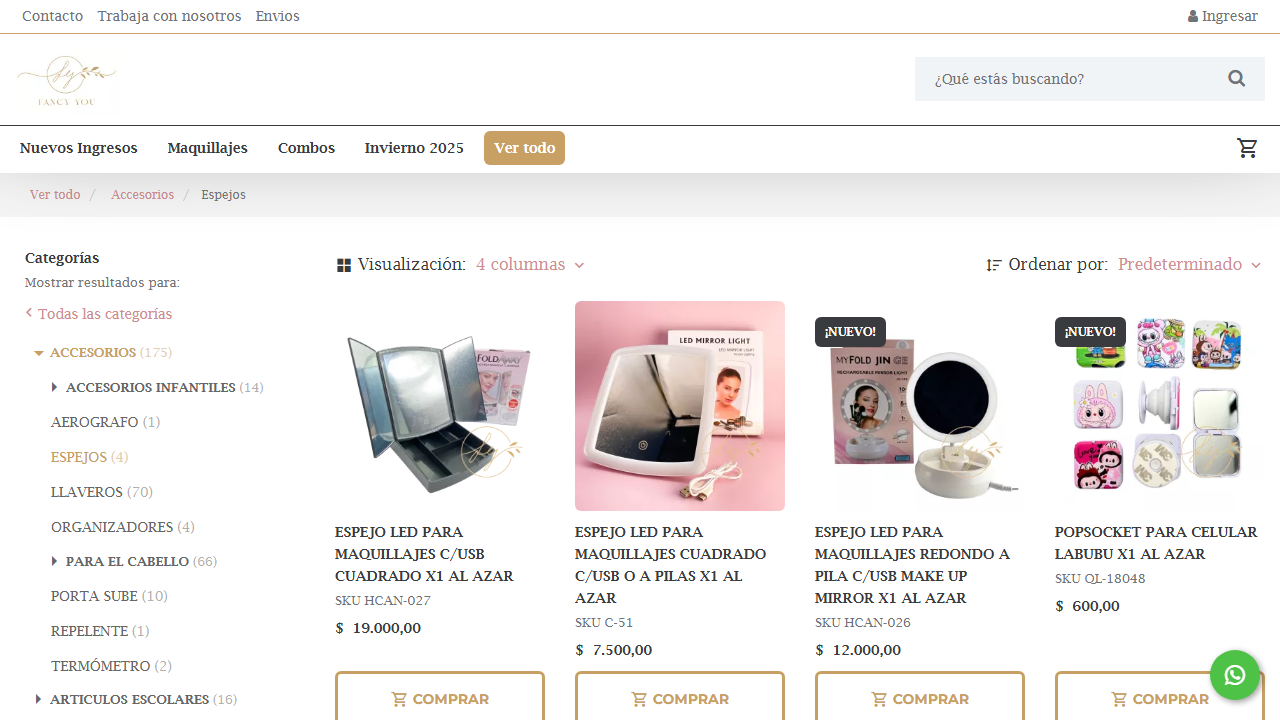 Contacto Trabaja con nosotros Envios Ingresar
FANCY YOU
¿Qué estás buscando?
Nuevos Ingresos Maquillajes Combos Invierno 2025 Ver todo
Ver todo / Accesorios / Espejos
Categorías
Mostrar resultados para:
Todas las categorías
ACCESORIOS (175)
ACCESORIOS INFANTILES (14)
AEROGRAFO (1)
ESPEJOS (4)
LLAVEROS (70)
ORGANIZADORES (4)
PARA EL CABELLO (66)
PORTA SUBE (10)
REPELENTE (1)
TERMÓMETRO (2)
ARTICULOS ESCOLARES (16)
Visualización: 4 columnas
Ordenar por: Predeterminado
ESPEJO LED PARA
MAQUILLAJES C/USB
CUADRADO X1 AL AZAR
SKU HCAN-027
$ 19.000,00
COMPRAR
LED MIRROR LIGHT
ESPEJO LED PARA
MAQUILLAJES CUADRADO
C/USB O A PILAS X1 AL
AZAR
SKU C-51
$ 7.500,00
COMPRAR
¡NUEVO!
MYFOLD JIN GE
RECHARGEABLE MIRROR LIGHT
ESPEJO LED PARA
MAQUILLAJES REDONDO A
PILA C/USB MAKE UP
MIRROR X1 AL AZAR
SKU HCAN-026
$ 12.000,00
COMPRAR
¡NUEVO!
POPSOCKET PARA CELULAR
LABUBU X1 AL AZAR
SKU QL-18048
$ 600,00
COMPRAR